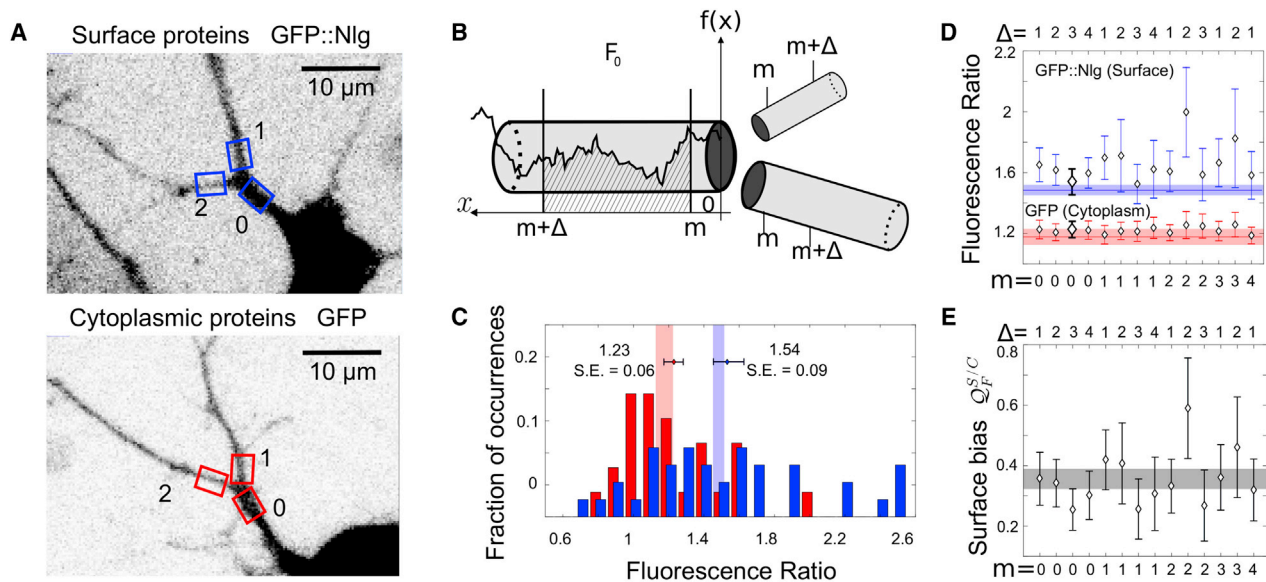 A
Surface proteins GFP::Nlg
10 µm
1
2
0
Cytoplasmic proteins GFP
10 µm
1
2
0
B
f(x)
F0
m+Δ
m
x
m+Δ
m
0
m
m+Δ
C
Fraction of occurrences
0.2
0.1
0
1.23
S.E. = 0.06
1.54
S.E. = 0.09
0.6 1 1.4 1.8 2.2 2.6
Fluorescence Ratio
D
Δ= 1 2 3 4 1 2 3 4 1 2 3 1 2 1
Fluorescence Ratio
2.2
2
1.6
1.2
GFP::Nlg (Surface)
GFP (Cytoplasm)
m= 0 0 0 0 1 1 1 1 2 2 2 3 3 4
E
Δ= 1 2 3 4 1 2 3 4 1 2 3 1 2 1
Surface bias Q_F^{S/C}
0.8
0.6
0.4
0.2
m= 0 0 0 0 1 1 1 1 2 2 2 3 3 4